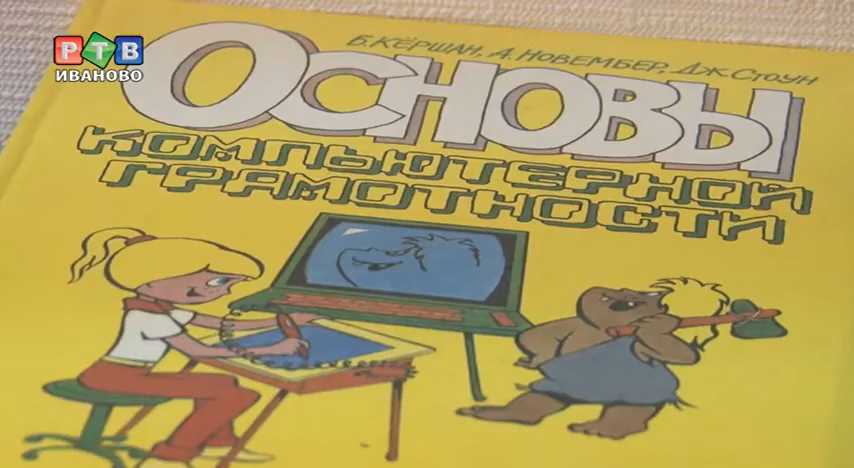 РТВ
ИВАНОВО
Б. КЁРШАН, А. НОВЕМБЕР, ДЖ. СТОУН
ОСНОВЫ
КОМПЬЮТЕРНОЙ
ГРАМОТНОСТИ